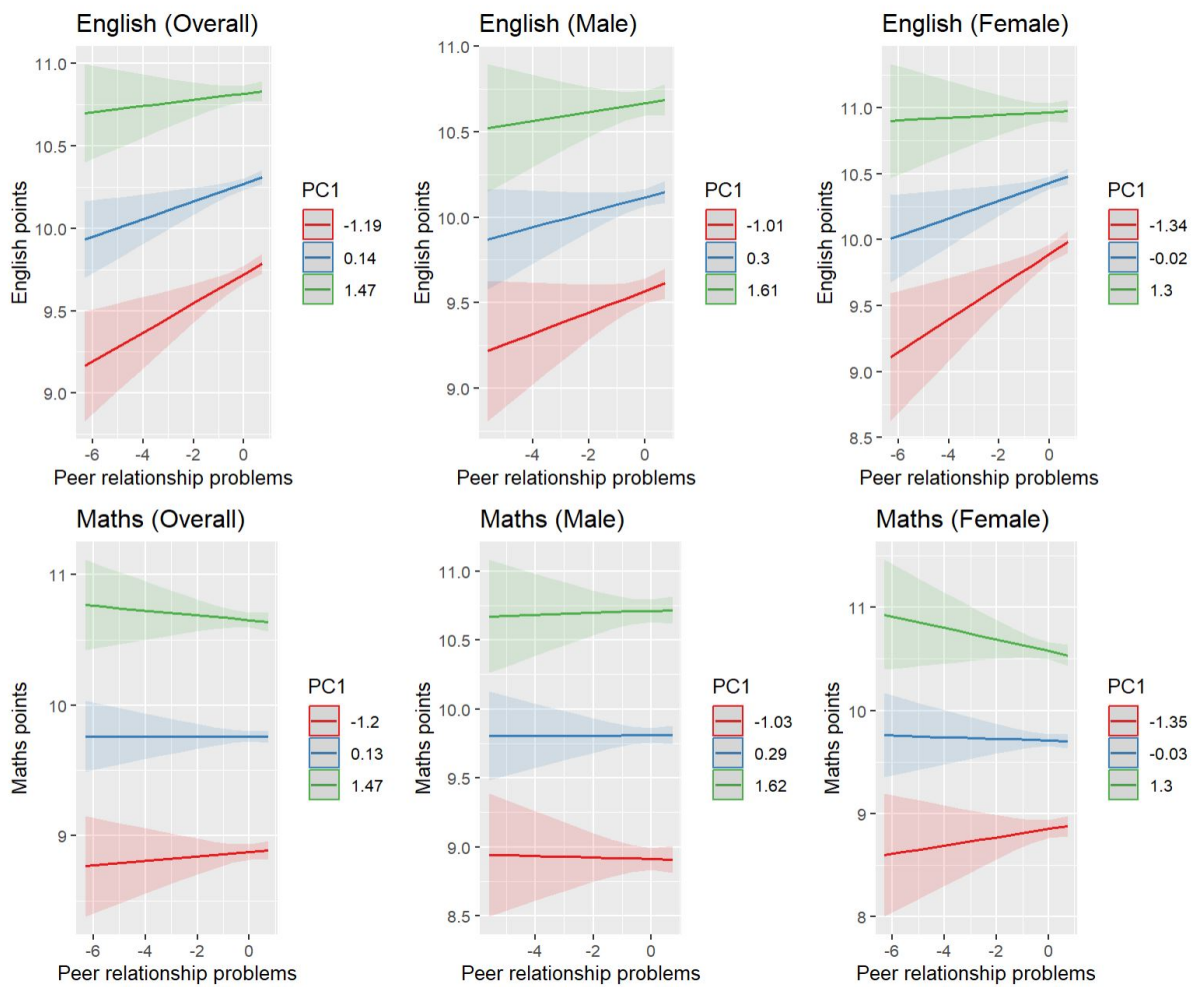 English (Overall)
11.0
10.5
10.0
9.5
9.0
English points
-6
-4
-2
0
Peer relationship problems
PC1
-1.19
0.14
1.47
English (Male)
11.0
10.5
10.0
9.5
9.0
English points
-4
-2
0
Peer relationship problems
PC1
-1.01
0.3
1.61
English (Female)
11.0
10.5
10.0
9.5
9.0
8.5
English points
-6
-4
-2
0
Peer relationship problems
PC1
-1.34
-0.02
1.3
Maths (Overall)
11
10
9
Maths points
-6
-4
-2
0
Peer relationship problems
PC1
-1.2
0.13
1.47
Maths (Male)
11.0
10.5
10.0
9.5
9.0
8.5
Maths points
-4
-2
0
Peer relationship problems
PC1
-1.03
0.29
1.62
Maths (Female)
11
10
9
8
Maths points
-6
-4
-2
0
Peer relationship problems
PC1
-1.35
-0.03
1.3